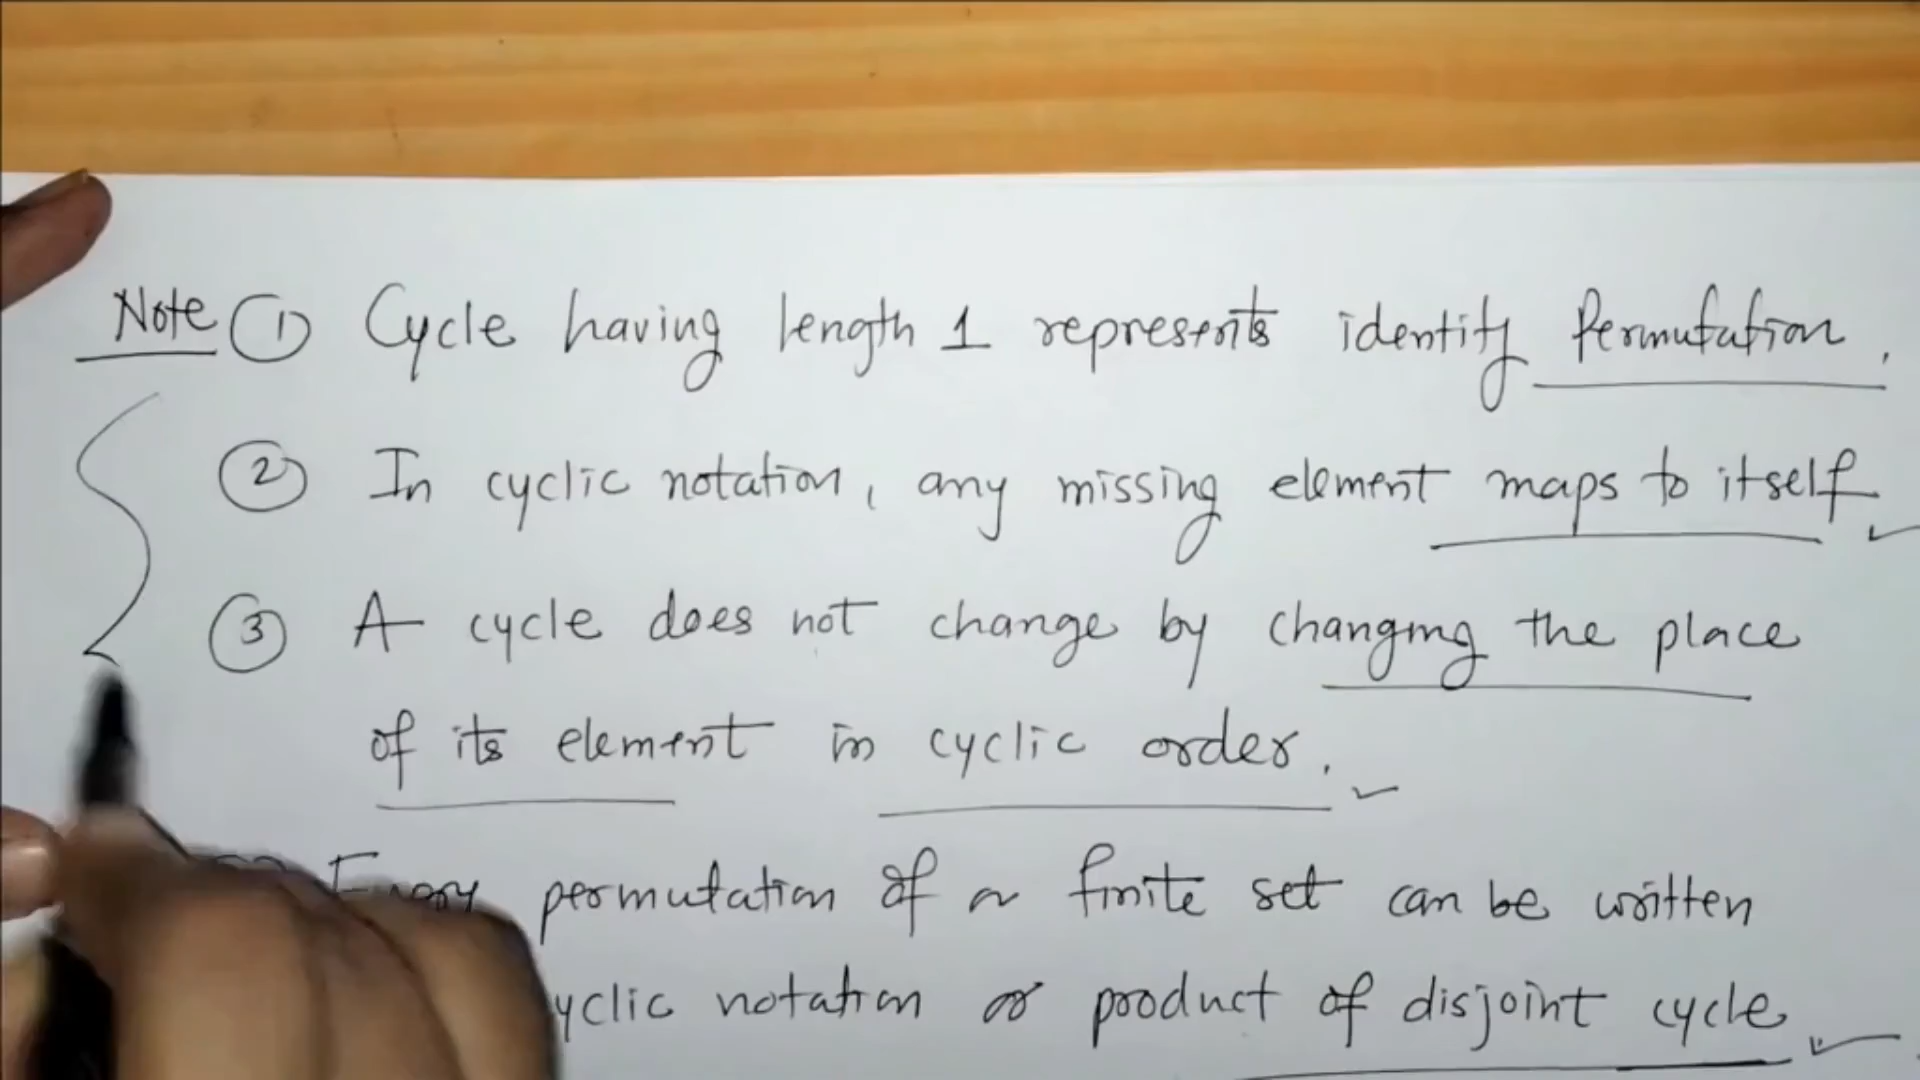 Note ① Cycle having length 1 represents identity Permutation.
② In cyclic notation, any missing element maps to itself
③ A cycle does not change by changing the place
of its element in cyclic order.
Every permutation of a finite set can be written
cyclic notation or product of disjoint cycle